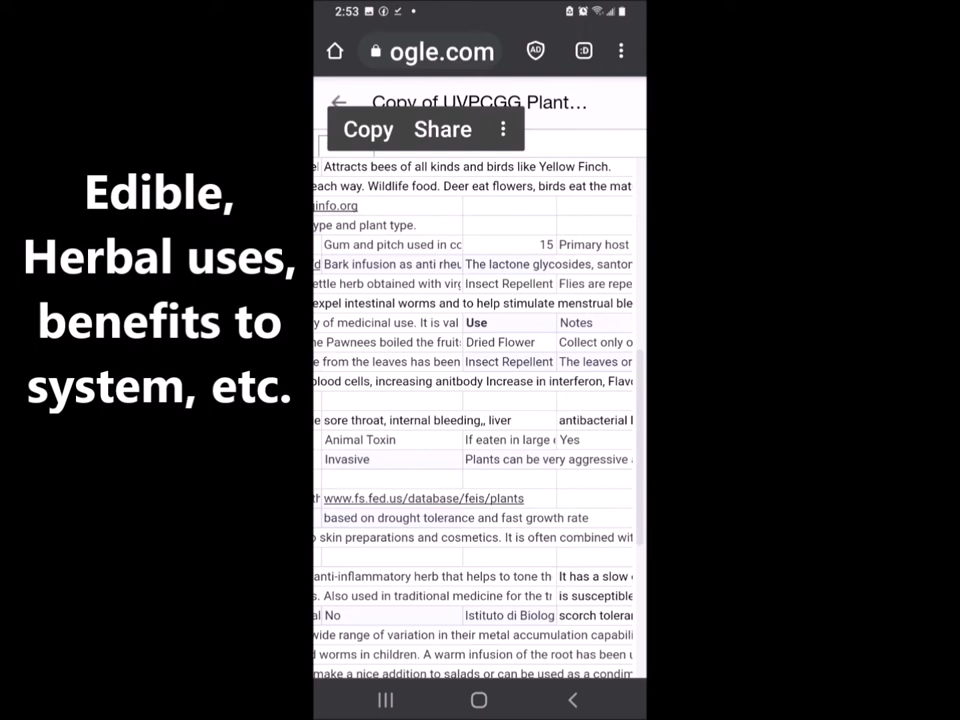 Edible,
Herbal uses,
benefits to
system, etc.
2:53
ogle.com
AD
:D
Copy of UVPCGG Plant…
Copy Share
Attracts bees of all kinds and birds like Yellow Finch.
each way. Wildlife food. Deer eat flowers, birds eat the mat
info.org
ype and plant type.
Gum and pitch used in cc 15 Primary host
Bark infusion as anti rheu The lactone glycosides, santor
ettle herb obtained with virg Insect Repellent Flies are repe
expel intestinal worms and to help stimulate menstrual ble
y of medicinal use. It is val Use Notes
e Pawnees boiled the fruit Dried Flower Collect only o
e from the leaves has been Insect Repellent The leaves or
blood cells, increasing anitbody Increase in interferon, Flavo
e sore throat, internal bleeding,, liver antibacterial
Animal Toxin If eaten in large Yes
Invasive Plants can be very aggressive
www.fs.fed.us/database/feis/plants
based on drought tolerance and fast growth rate
skin preparations and cosmetics. It is often combined wit
anti-inflammatory herb that helps to tone th It has a slow
s. Also used in traditional medicine for the tr is susceptible
al No Istituto di Biolog scorch tolerar
wide range of variation in their metal accumulation capabili
d worms in children. A warm infusion of the root has been u
make a nice addition to salads or can be used as a condim